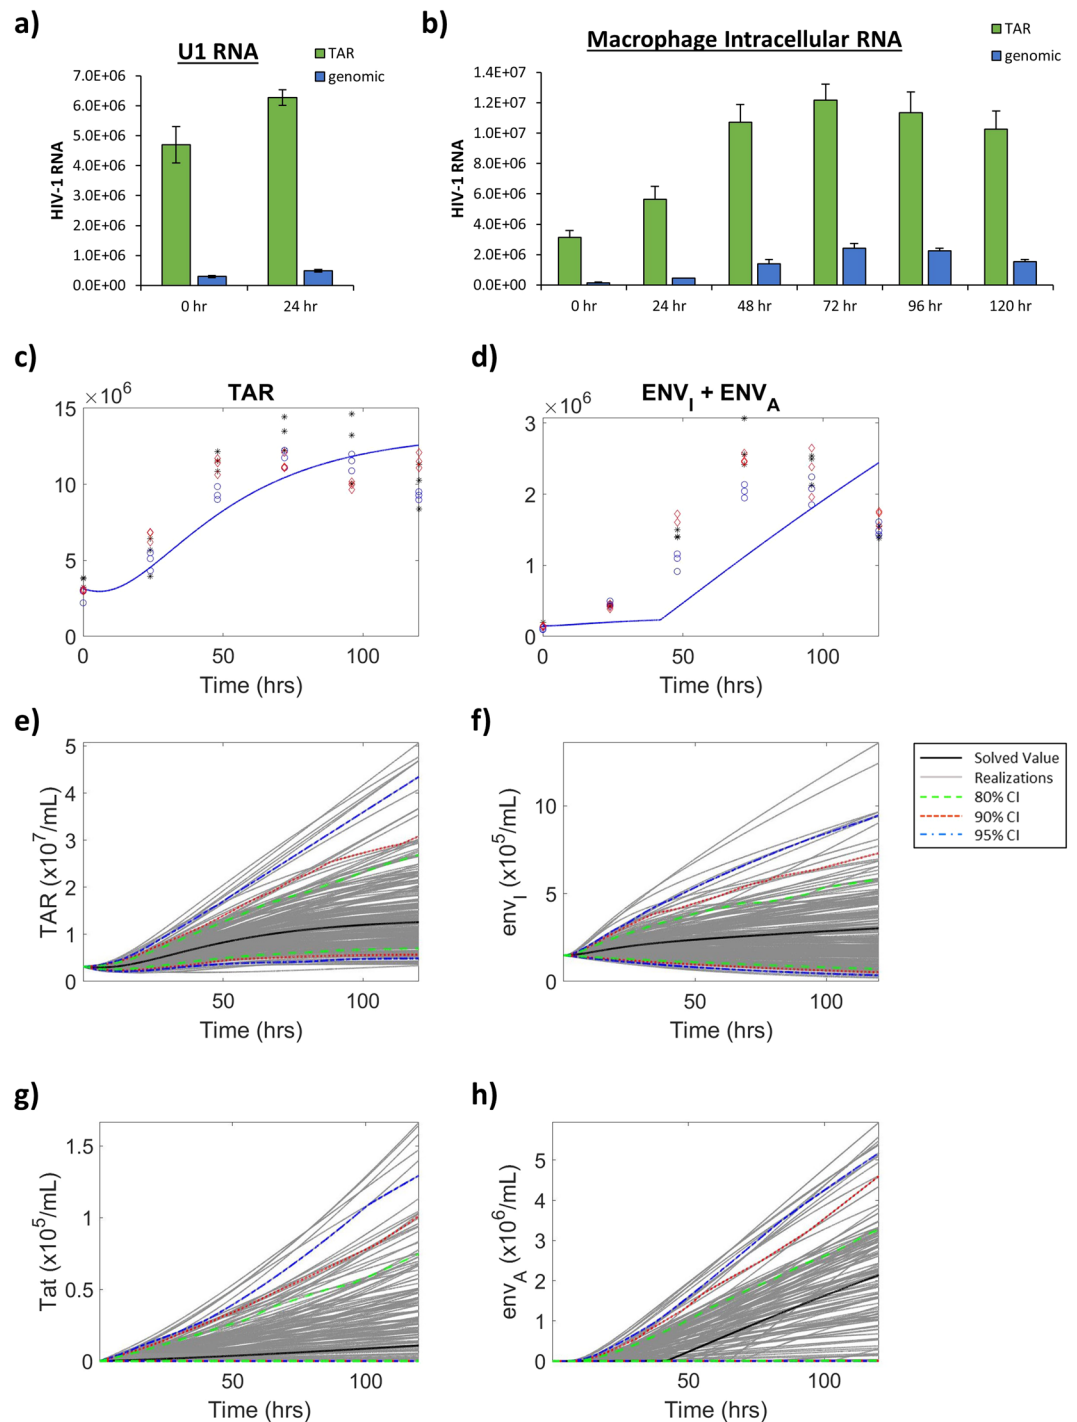 a)
U1 RNA
TAR
genomic
HIV-1 RNA
7.0E+06
6.0E+06
5.0E+06
4.0E+06
3.0E+06
2.0E+06
1.0E+06
0.0E+00
0 hr
24 hr
b)
Macrophage Intracellular RNA
TAR
genomic
HIV-1 RNA
1.4E+07
1.2E+07
1.0E+07
8.0E+06
6.0E+06
4.0E+06
2.0E+06
0.0E+00
0 hr
24 hr
48 hr
72 hr
96 hr
120 hr
c)
×10^6
TAR
15
10
5
0
0
50
100
Time (hrs)
d)
×10^6
ENV_I + ENV_A
3
2
1
0
0
50
100
Time (hrs)
e)
TAR (x10^7/mL)
5
4
3
2
1
0
50
100
Time (hrs)
f)
env_I (x10^5/mL)
10
5
0
50
100
Time (hrs)
Solved Value
Realizations
80% CI
90% CI
95% CI
g)
Tat (x10^5/mL)
1.5
1
0.5
0
50
100
Time (hrs)
h)
env_A (x10^6/mL)
5
4
3
2
1
0
50
100
Time (hrs)